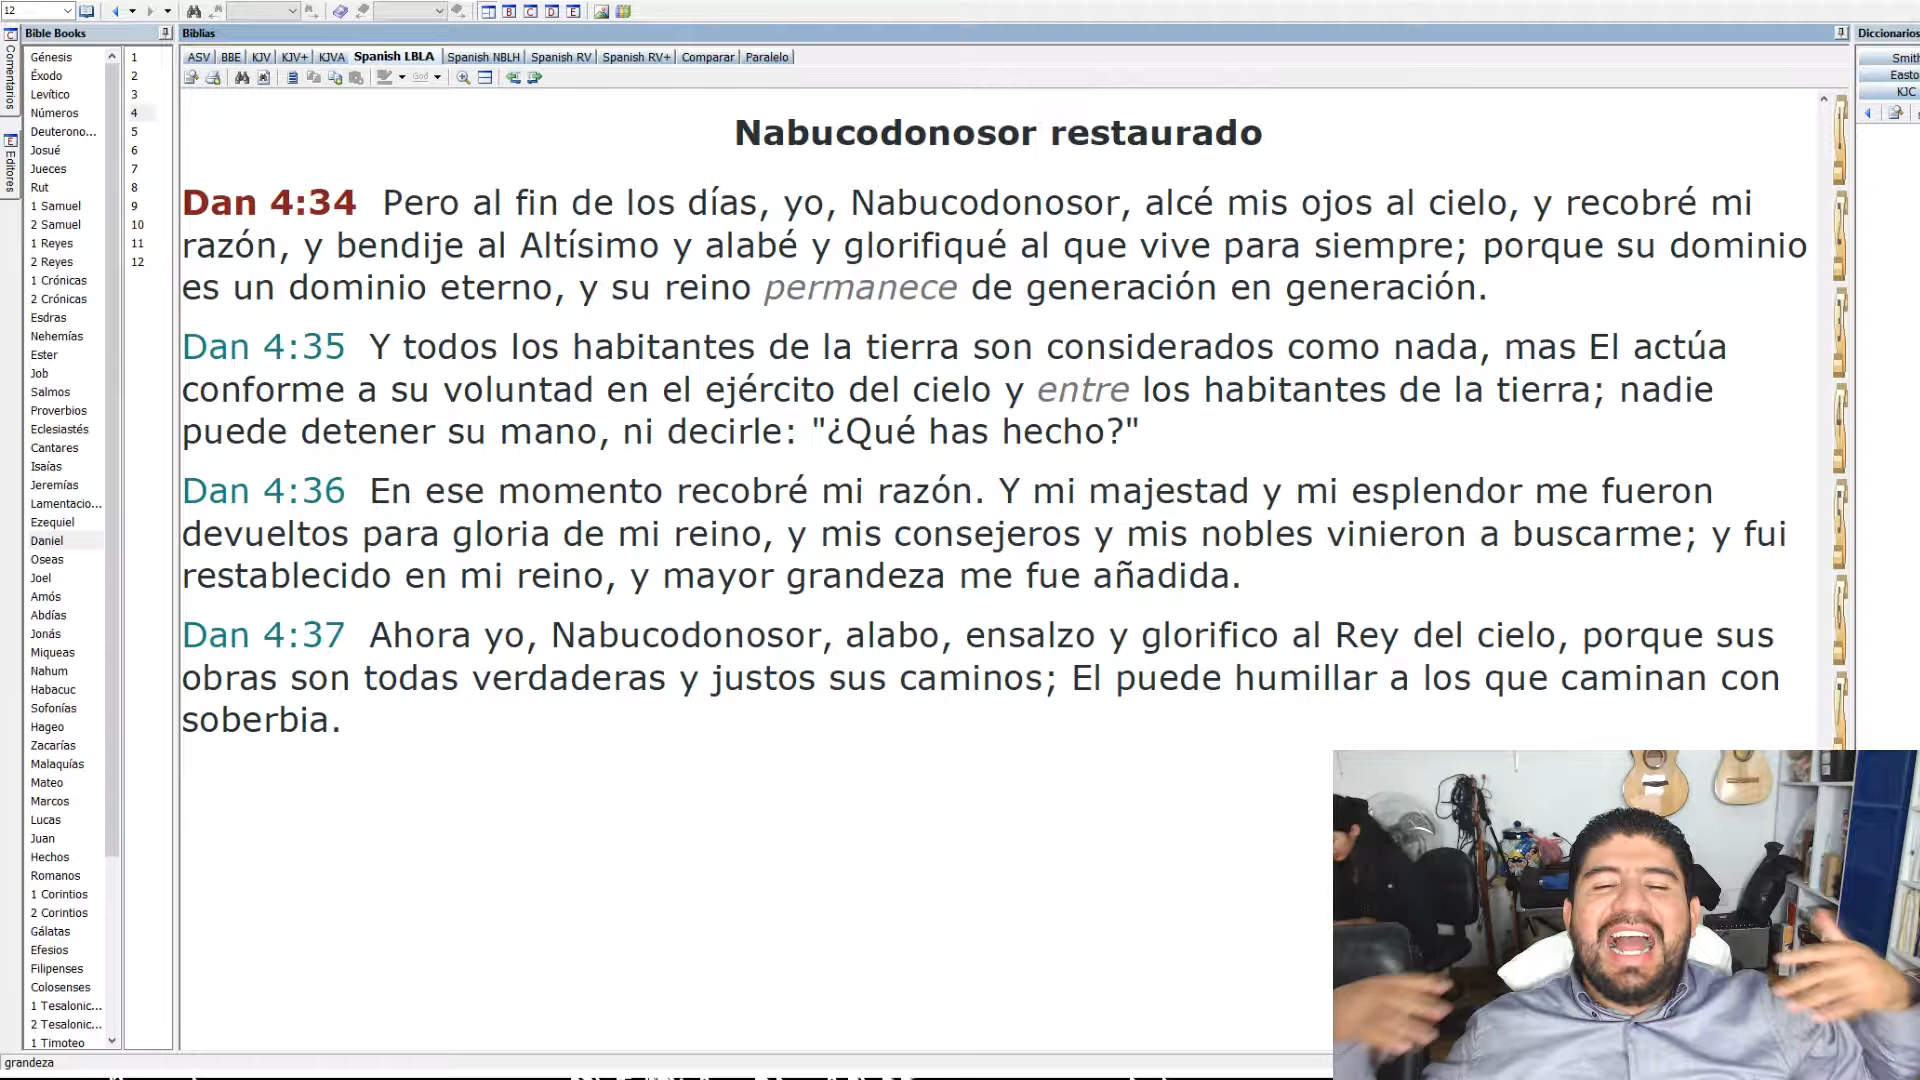 12
Bible Books
Biblias
Diccionarios
Comentarios
Editores
ASV BBE KJV KJV+ KJVA Spanish LBLA Spanish NBLH Spanish RV Spanish RV+ Comparar Paralelo
Smith
Easto
KJC
Génesis
Éxodo
Levítico
Números
Deuterono...
Josué
Jueces
Rut
1 Samuel
2 Samuel
1 Reyes
2 Reyes
1 Crónicas
2 Crónicas
Esdras
Nehemías
Ester
Job
Salmos
Proverbios
Eclesiastés
Cantares
Isaías
Jeremías
Lamentacio...
Ezequiel
Daniel
Oseas
Joel
Amós
Abdías
Jonás
Miqueas
Nahum
Habacuc
Sofonías
Hageo
Zacarías
Malaquías
Mateo
Marcos
Lucas
Juan
Hechos
Romanos
1 Corintios
2 Corintios
Gálatas
Efesios
Filipenses
Colosenses
1 Tesalonic...
2 Tesalonic...
1 Timoteo
1
2
3
4
5
6
7
8
9
10
11
12
Nabucodonosor restaurado
Dan 4:34 Pero al fin de los días, yo, Nabucodonosor, alcé mis ojos al cielo, y recobré mi
razón, y bendije al Altísimo y alabé y glorifiqué al que vive para siempre; porque su dominio
es un dominio eterno, y su reino permanece de generación en generación.
Dan 4:35 Y todos los habitantes de la tierra son considerados como nada, mas El actúa
conforme a su voluntad en el ejército del cielo y entre los habitantes de la tierra; nadie
puede detener su mano, ni decirle: "¿Qué has hecho?"
Dan 4:36 En ese momento recobré mi razón. Y mi majestad y mi esplendor me fueron
devueltos para gloria de mi reino, y mis consejeros y mis nobles vinieron a buscarme; y fui
restablecido en mi reino, y mayor grandeza me fue añadida.
Dan 4:37 Ahora yo, Nabucodonosor, alabo, ensalzo y glorifico al Rey del cielo, porque sus
obras son todas verdaderas y justos sus caminos; El puede humillar a los que caminan con
soberbia.
grandeza